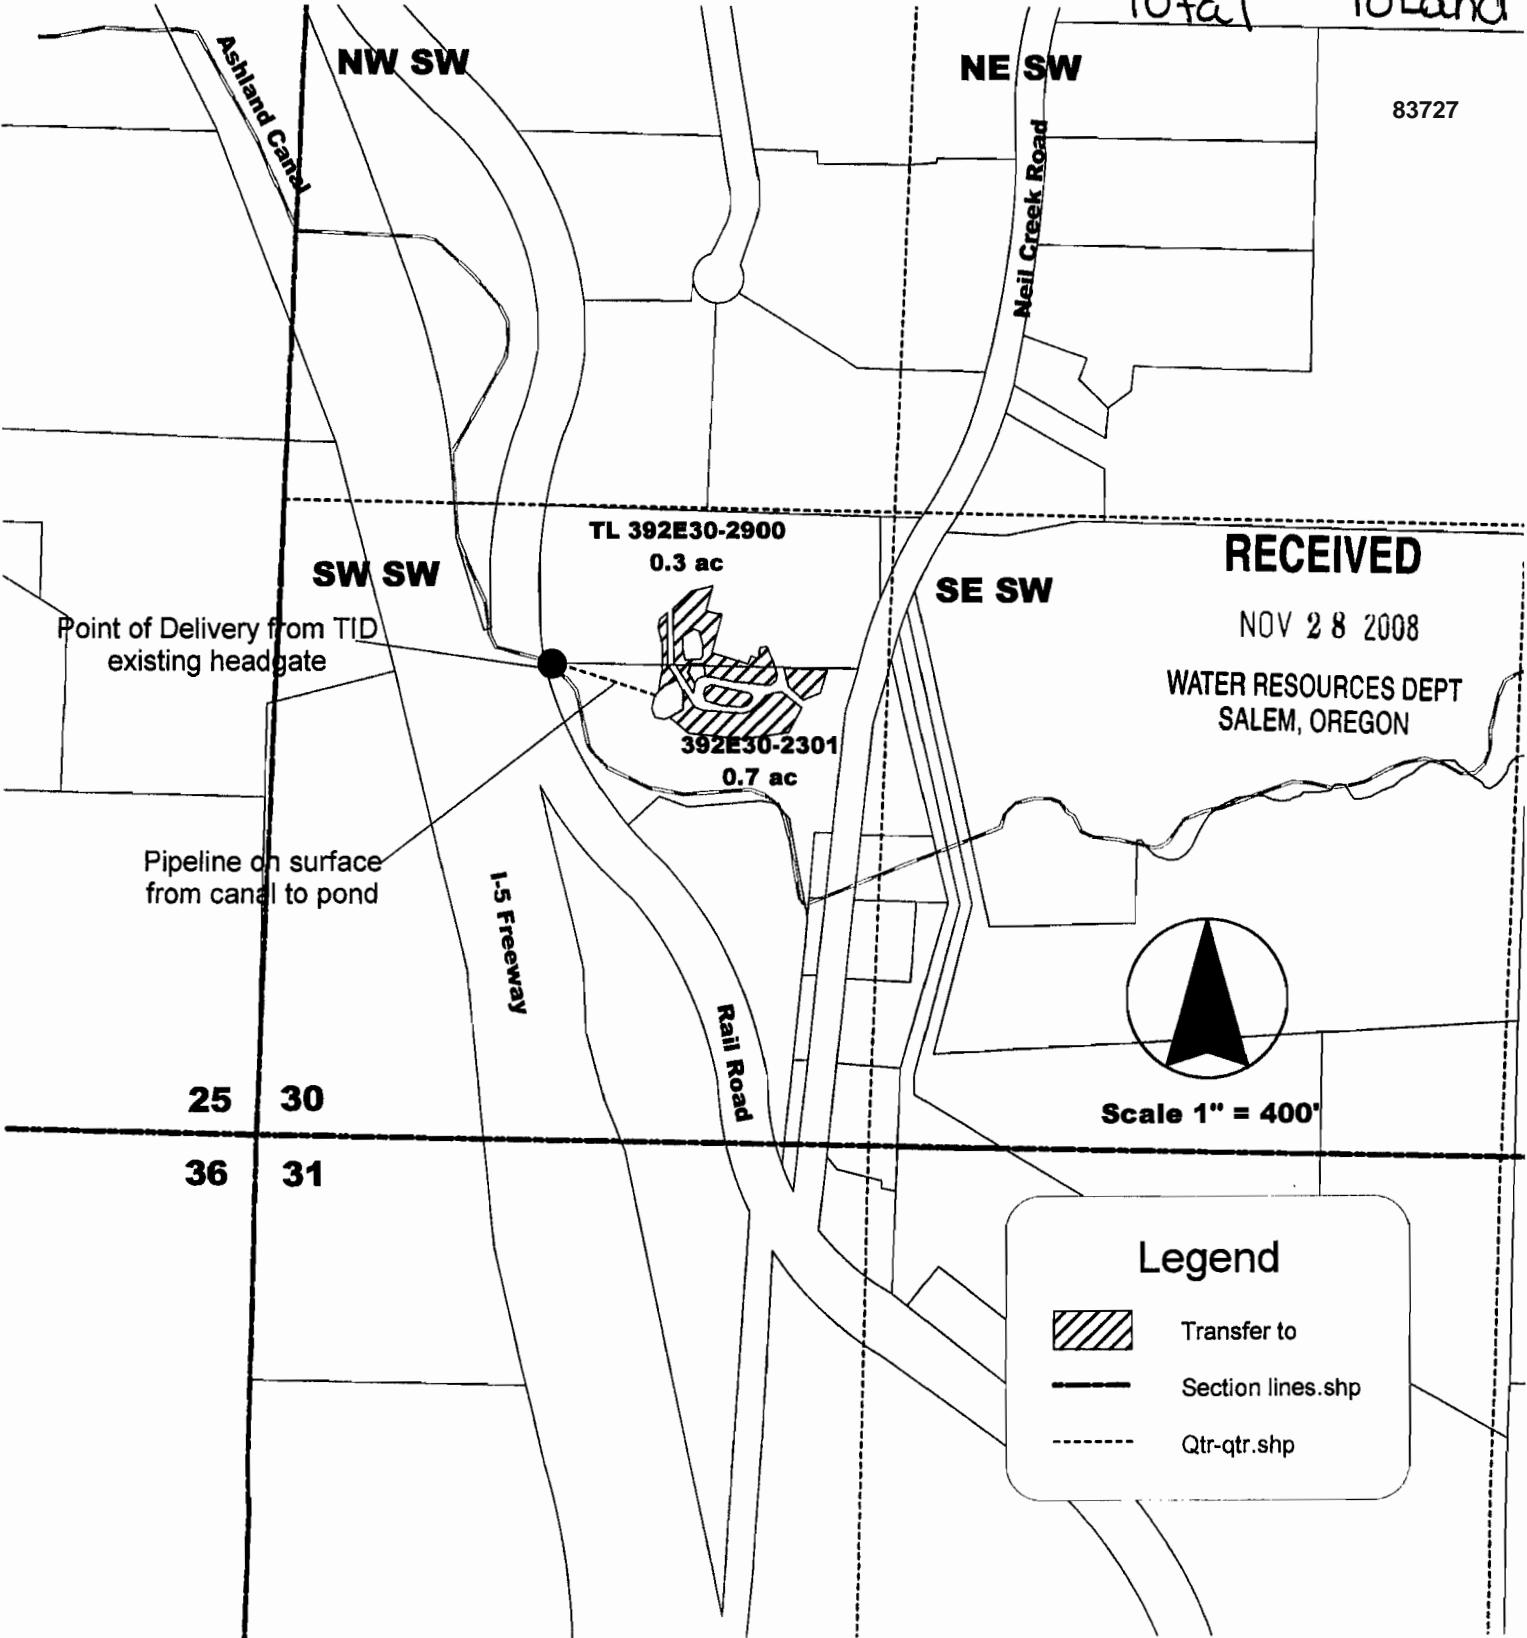 Total To Land
NW SW
NE SW
83727
Ashland Canal
Neil Creek Road
TL 392E30-2900
0.3 ac
SW SW
SE SW
RECEIVED
NOV 28 2008
WATER RESOURCES DEPT
SALEM, OREGON
Point of Delivery from TID
existing headgate
392E30-2301
0.7 ac
Pipeline on surface
from canal to pond
I-5 Freeway
Rail Road
25 30
36 31
Scale 1" = 400'
Legend
Transfer to
Section lines.shp
Qtr-qtr.shp